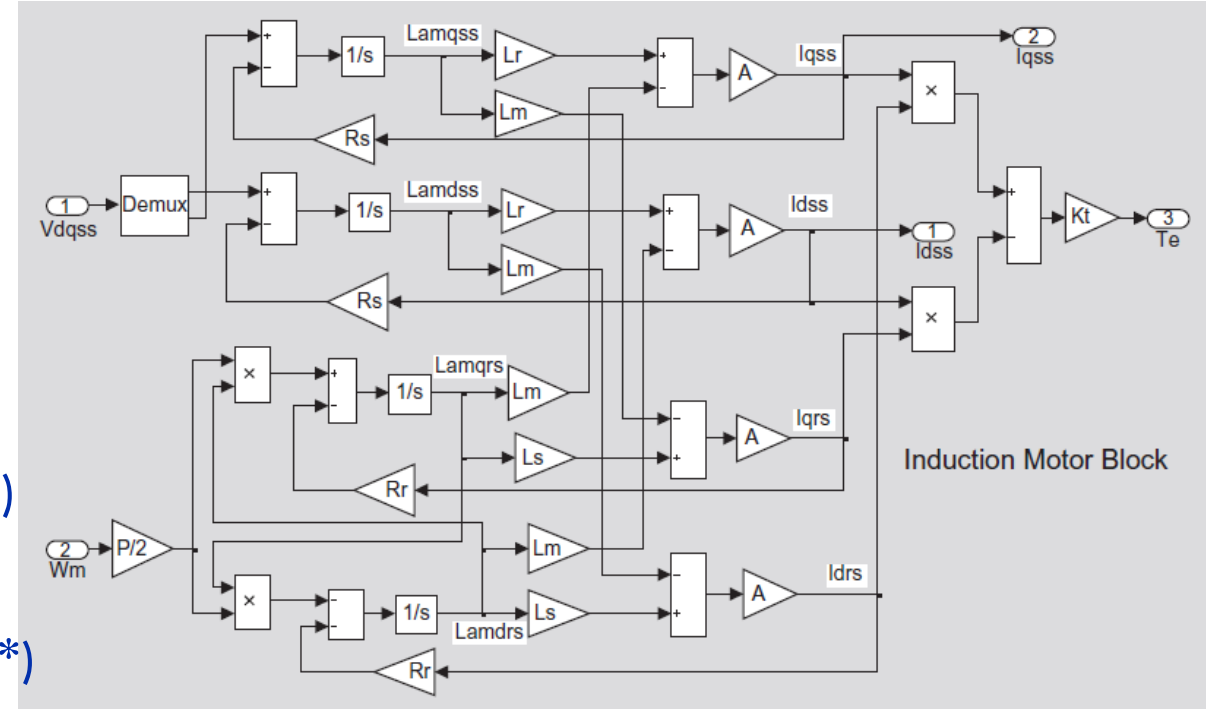 Lamqss
Iqss
2
Iqss
+
-
1/s
Lr
Lm
+
-
A
×
Rs
1
Vdqss
Demux
Lamdss
Idss
+
-
1/s
Lr
Lm
+
-
A
1
Idss
+
-
Kt
3
Te
Rs
×
Lamqrs
×
+
-
1/s
Lm
Iqrs
-
+
A
Ls
Induction Motor Block
)
Rr
2
Wm
P/2
Lm
Idrs
×
-
-
1/s
Ls
-
+
A
Lamdrs
*)
Rr